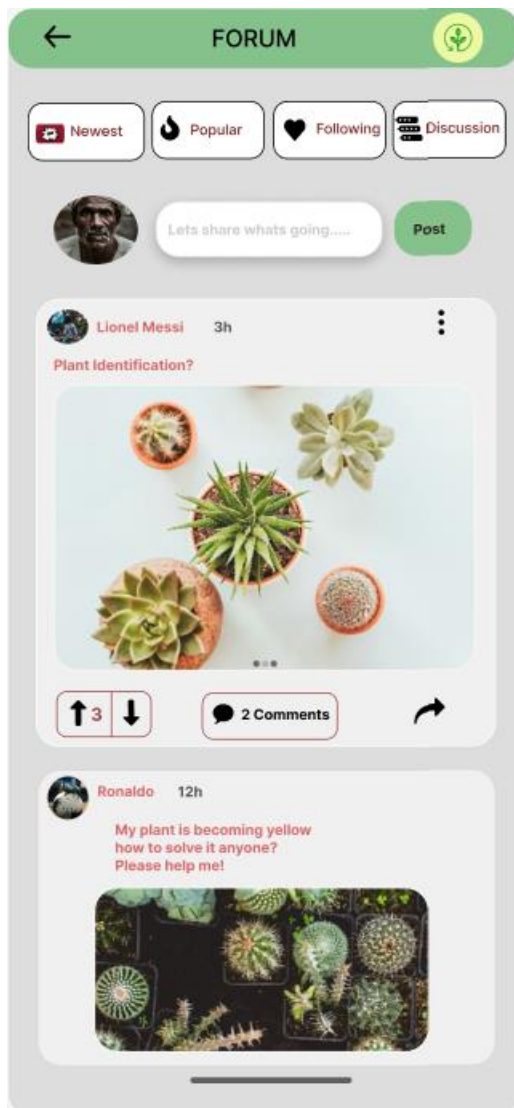 FORUM
Newest
Popular
Following
Discussion
Lets share whats going.....
Post
Lionel Messi 3h
Plant Identification?
3
2 Comments
Ronaldo 12h
My plant is becoming yellow
how to solve it anyone?
Please help me!